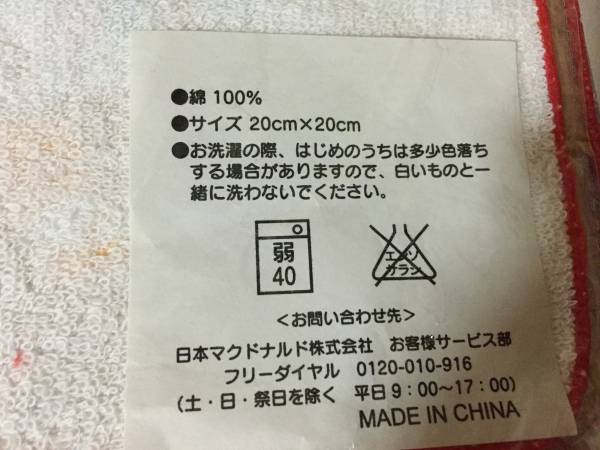 ●綿 100%
●サイズ 20cm×20cm
●お洗濯の際、はじめのうちは多少色落ち
する場合がありますので、白いものと一
緒に洗わないでください。
弱
40
エンソ
サラシ
<お問い合わせ先>
日本マクドナルド株式会社 お客様サービス部
フリーダイヤル 0120-010-916
(土・日・祭日を除く 平日9:00~17:00)
MADE IN CHINA